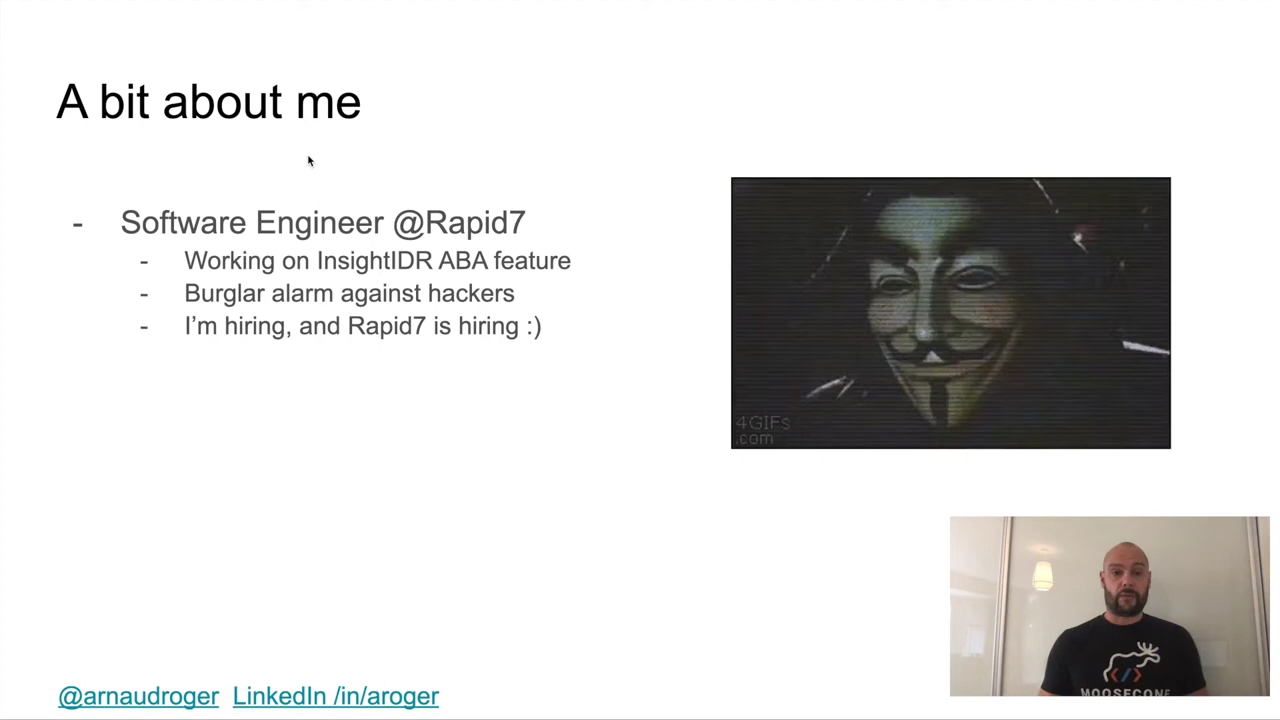 A bit about me
- Software Engineer @Rapid7
- Working on InsightIDR ABA feature
- Burglar alarm against hackers
- I'm hiring, and Rapid7 is hiring :)
4GIFs
.com
</>
MOOSECONF
@arnaudroger LinkedIn /in/aroger